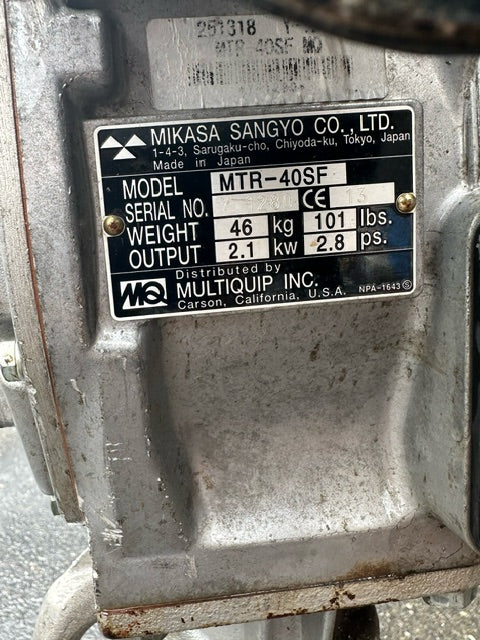 251318
MTR-40SF MQ
MIKASA SANGYO CO., LTD.
1-4-3, Sarugaku-cho, Chiyoda-ku, Tokyo, Japan
Made in Japan
MODEL MTR-40SF
SERIAL NO. CE 13
WEIGHT 46 kg 101 lbs.
OUTPUT 2.1 kw 2.8 ps.
Distributed by
MQ MULTIQUIP INC.
Carson, California, U.S.A. NPA-1643 Ⓢ